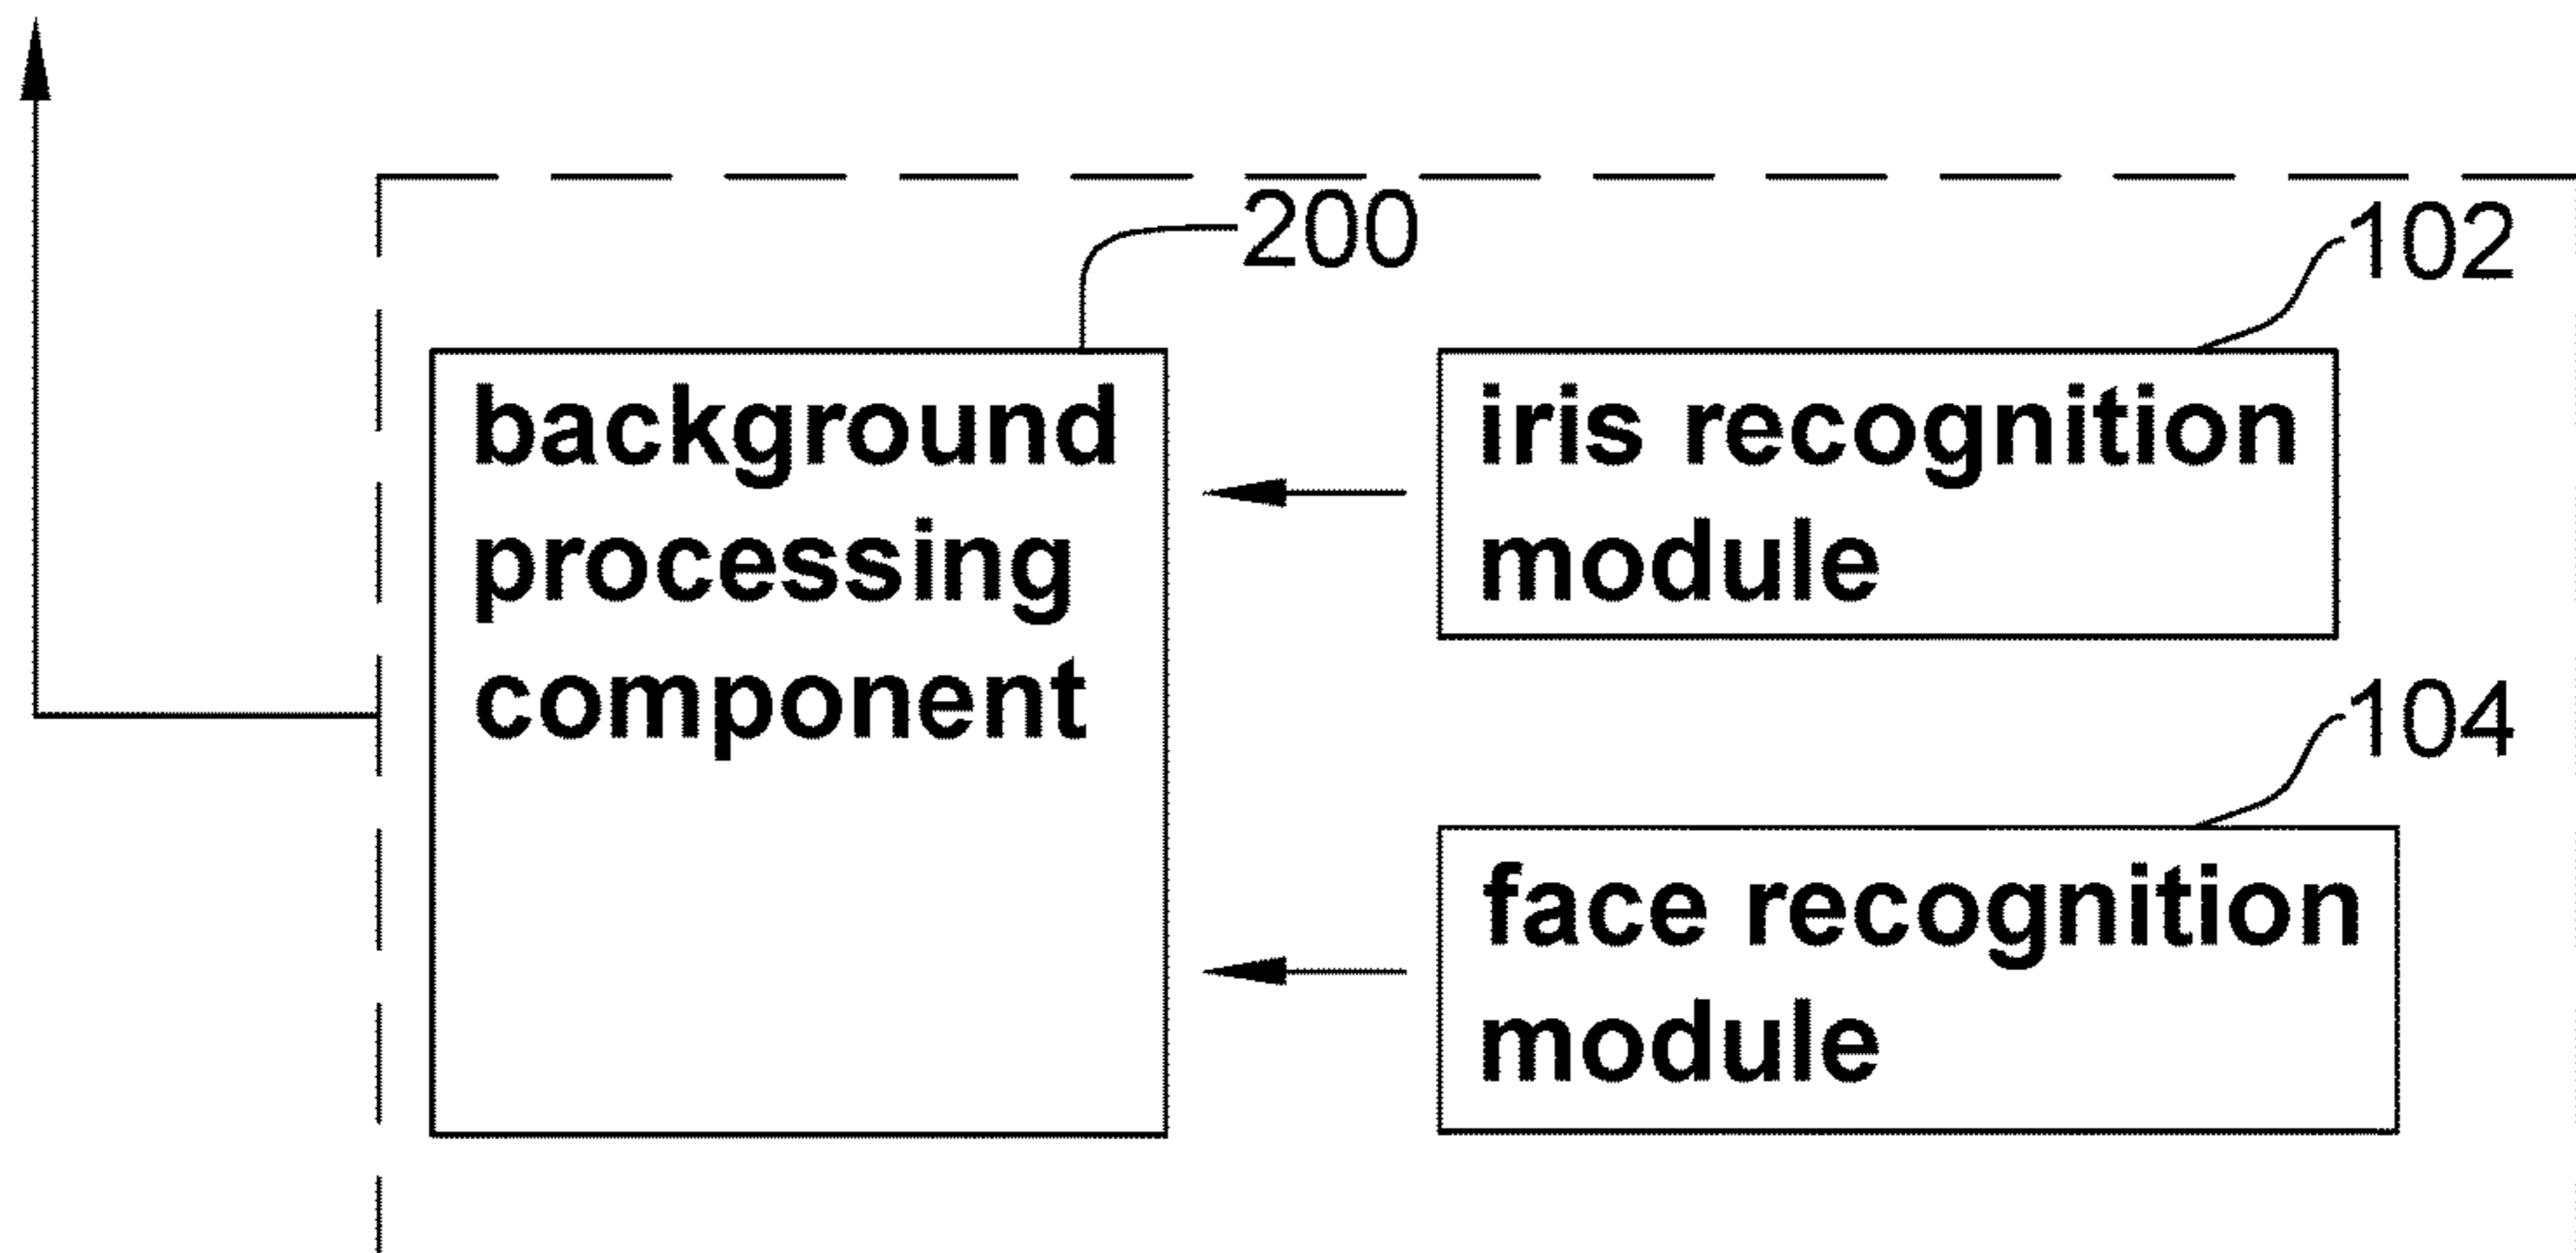 200
102
background
processing
component
iris recognition
module
104
face recognition
module